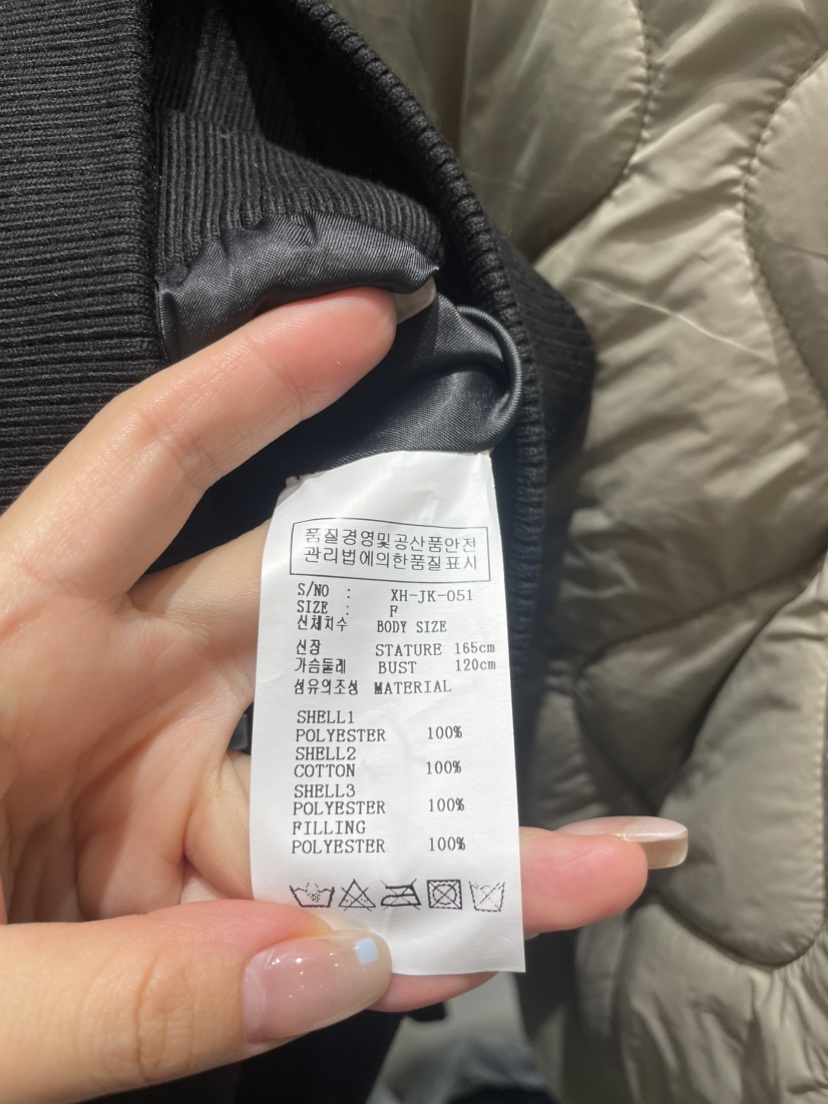 품질경영및공산품안전
관리법에의한품질표시
S/NO : XH-JK-051
SIZE : F
신체치수 BODY SIZE
신장 STATURE 165cm
가슴둘레 BUST 120cm
섬유의조성 MATERIAL
SHELL1
POLYESTER 100%
SHELL2
COTTON 100%
SHELL3
POLYESTER 100%
FILLING
POLYESTER 100%